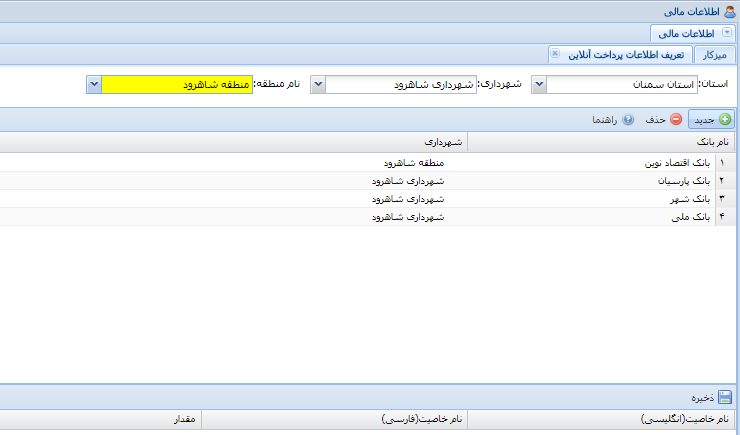 اطلاعات مالی
اطلاعات مالی
میزکار تعریف اطلاعات پرداخت آنلاین
استان: استان سمنان شهرداری: شهرداری شاهرود نام منطقه: منطقه شاهرود
جدید حذف راهنما
نام بانک شهرداری
۱ بانک اقتصاد نوین منطقه شاهرود
۲ بانک پارسیان شهرداری شاهرود
۳ بانک شهر شهرداری شاهرود
۴ بانک ملی شهرداری شاهرود
ذخیره
نام خاصیت(انگلیسی) نام خاصیت(فارسی) مقدار